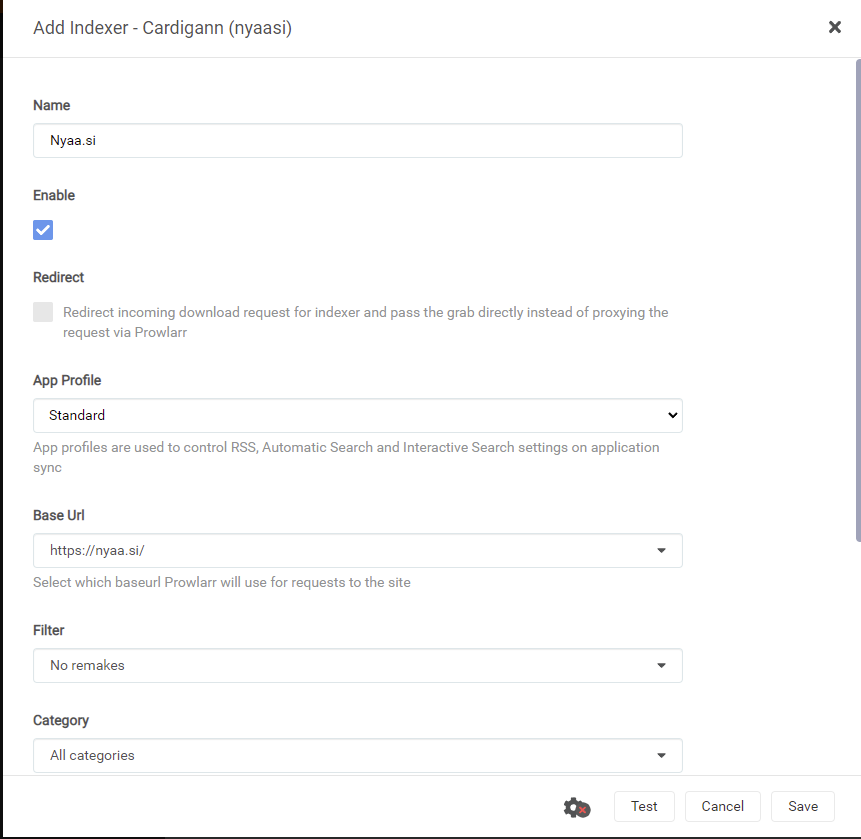 Add Indexer - Cardigann (nyaasi)
Name
Nyaa.si
Enable
Redirect
Redirect incoming download request for indexer and pass the grab directly instead of proxying the
request via Prowlarr
App Profile
Standard
App profiles are used to control RSS, Automatic Search and Interactive Search settings on application
sync
Base Url
https://nyaa.si/
Select which baseurl Prowlarr will use for requests to the site
Filter
No remakes
Category
All categories
Test
Cancel
Save